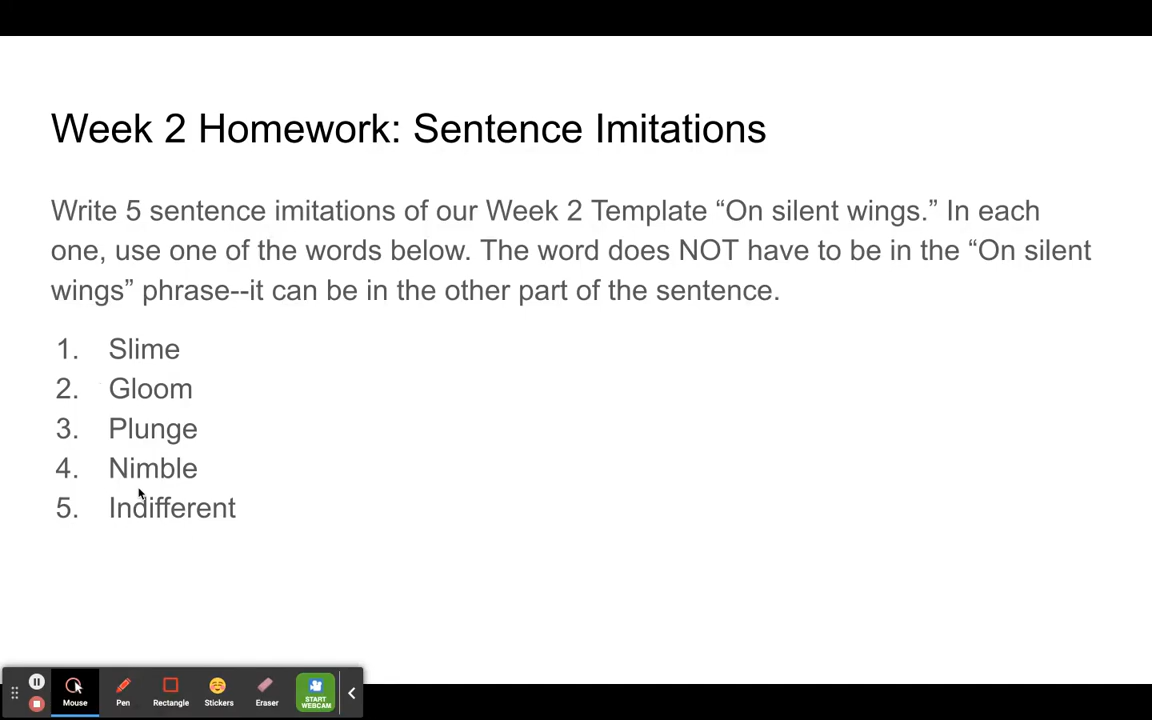 Week 2 Homework: Sentence Imitations
Write 5 sentence imitations of our Week 2 Template “On silent wings.” In each
one, use one of the words below. The word does NOT have to be in the “On silent
wings” phrase--it can be in the other part of the sentence.
1. Slime
2. Gloom
3. Plunge
4. Nimble
5. Indifferent
Mouse Pen Rectangle Stickers Eraser START
WEBCAM